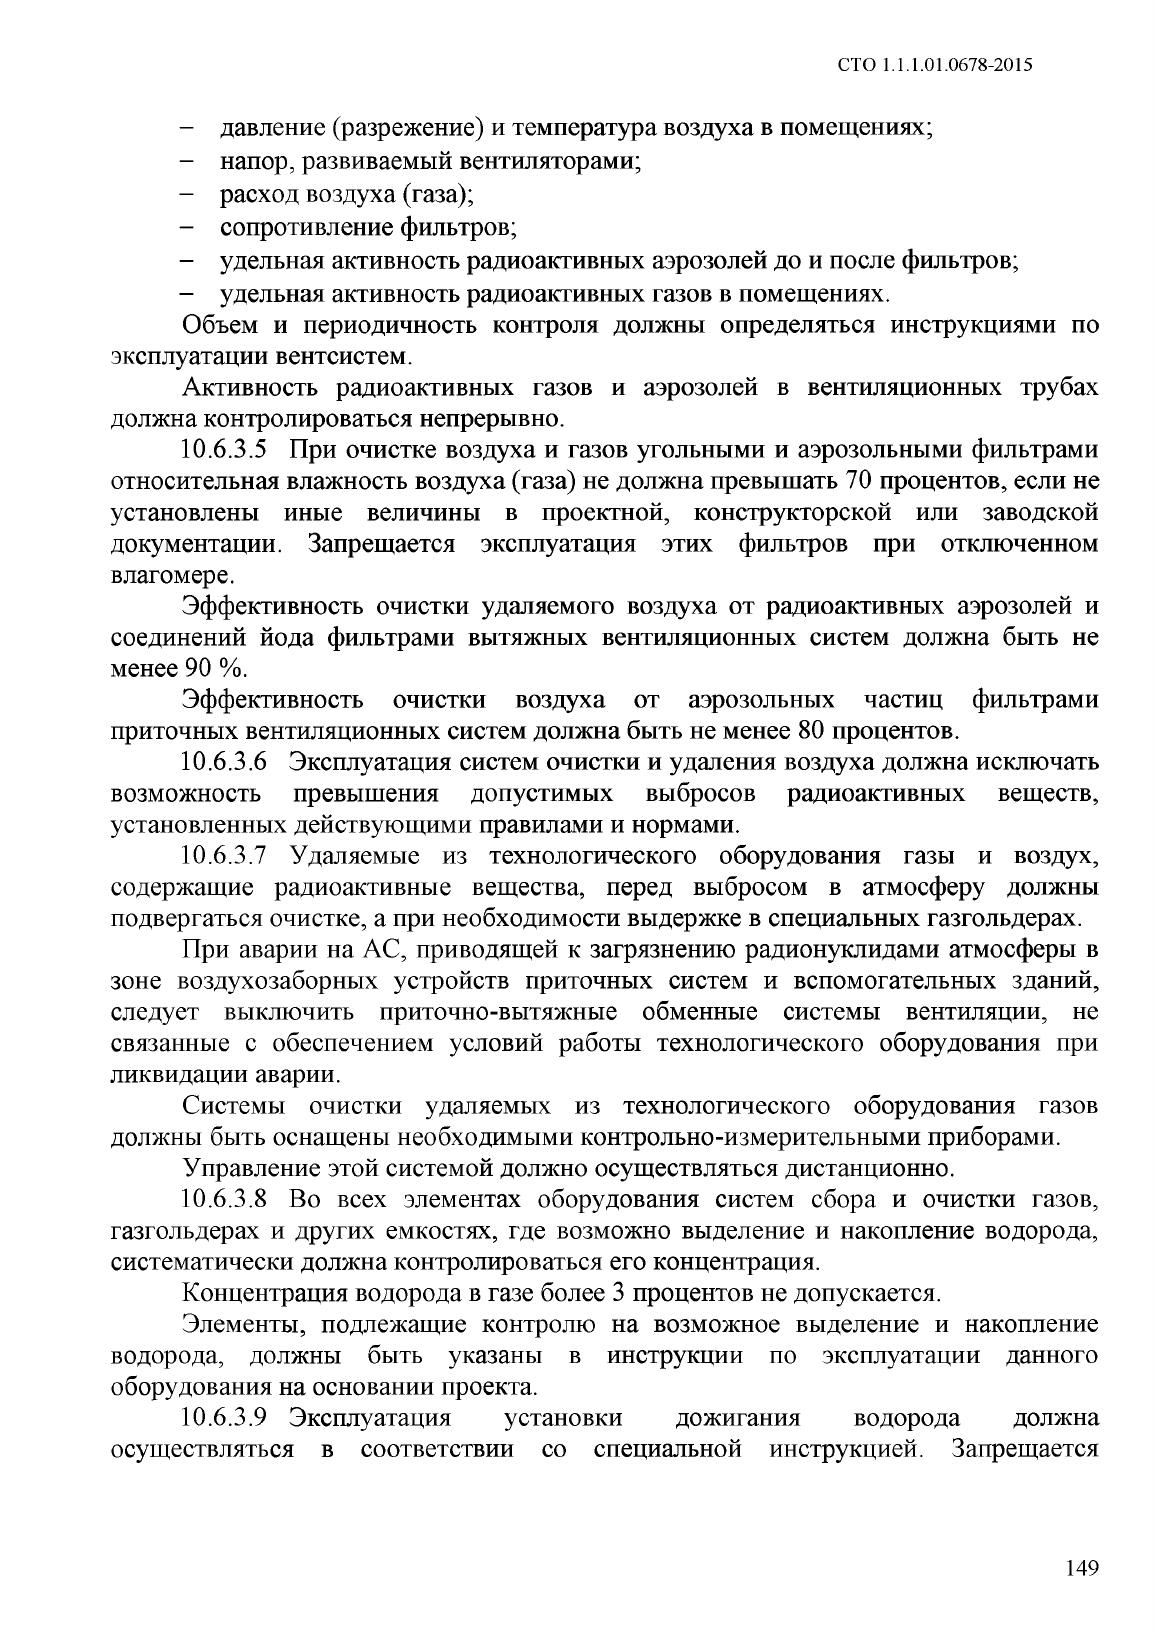 СТО 1.1.1.01.0678-2015
– давление (разрежение) и температура воздуха в помещениях;
– напор, развиваемый вентиляторами;
– расход воздуха (газа);
– сопротивление фильтров;
– удельная активность радиоактивных аэрозолей до и после фильтров;
– удельная активность радиоактивных газов в помещениях.
Объем и периодичность контроля должны определяться инструкциями по
эксплуатации вентсистем.
Активность радиоактивных газов и аэрозолей в вентиляционных трубах
должна контролироваться непрерывно.
10.6.3.5 При очистке воздуха и газов угольными и аэрозольными фильтрами
относительная влажность воздуха (газа) не должна превышать 70 процентов, если не
установлены иные величины в проектной, конструкторской или заводской
документации. Запрещается эксплуатация этих фильтров при отключенном
влагомере.
Эффективность очистки удаляемого воздуха от радиоактивных аэрозолей и
соединений йода фильтрами вытяжных вентиляционных систем должна быть не
менее 90 %.
Эффективность очистки воздуха от аэрозольных частиц фильтрами
приточных вентиляционных систем должна быть не менее 80 процентов.
10.6.3.6 Эксплуатация систем очистки и удаления воздуха должна исключать
возможность превышения допустимых выбросов радиоактивных веществ,
установленных действующими правилами и нормами.
10.6.3.7 Удаляемые из технологического оборудования газы и воздух,
содержащие радиоактивные вещества, перед выбросом в атмосферу должны
подвергаться очистке, а при необходимости выдержке в специальных газгольдерах.
При аварии на АС, приводящей к загрязнению радионуклидами атмосферы в
зоне воздухозаборных устройств приточных систем и вспомогательных зданий,
следует выключить приточно-вытяжные обменные системы вентиляции, не
связанные с обеспечением условий работы технологического оборудования при
ликвидации аварии.
Системы очистки удаляемых из технологического оборудования газов
должны быть оснащены необходимыми контрольно-измерительными приборами.
Управление этой системой должно осуществляться дистанционно.
10.6.3.8 Во всех элементах оборудования систем сбора и очистки газов,
газгольдерах и других емкостях, где возможно выделение и накопление водорода,
систематически должна контролироваться его концентрация.
Концентрация водорода в газе более 3 процентов не допускается.
Элементы, подлежащие контролю на возможное выделение и накопление
водорода, должны быть указаны в инструкции по эксплуатации данного
оборудования на основании проекта.
10.6.3.9 Эксплуатация установки дожигания водорода должна
осуществляться в соответствии со специальной инструкцией. Запрещается
149